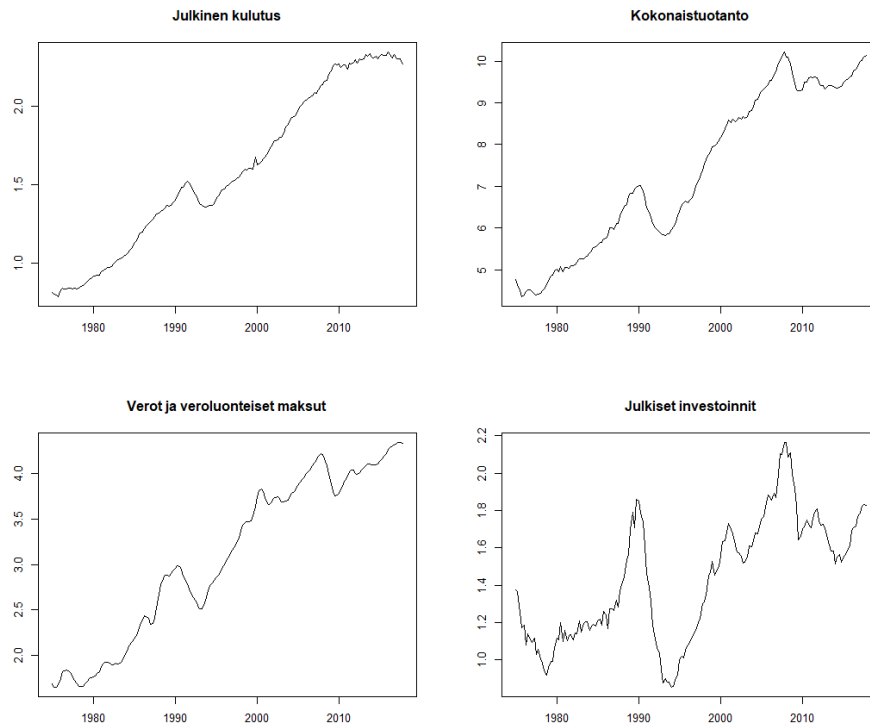 Julkinen kulutus
2.0
1.5
1.0
1980 1990 2000 2010
Kokonaistuotanto
10
9
8
7
6
5
1980 1990 2000 2010
Verot ja veroluonteiset maksut
4.0
3.5
3.0
2.5
2.0
1980 1990 2000 2010
Julkiset investoinnit
2.2
2.0
1.8
1.6
1.4
1.2
1.0
1980 1990 2000 2010